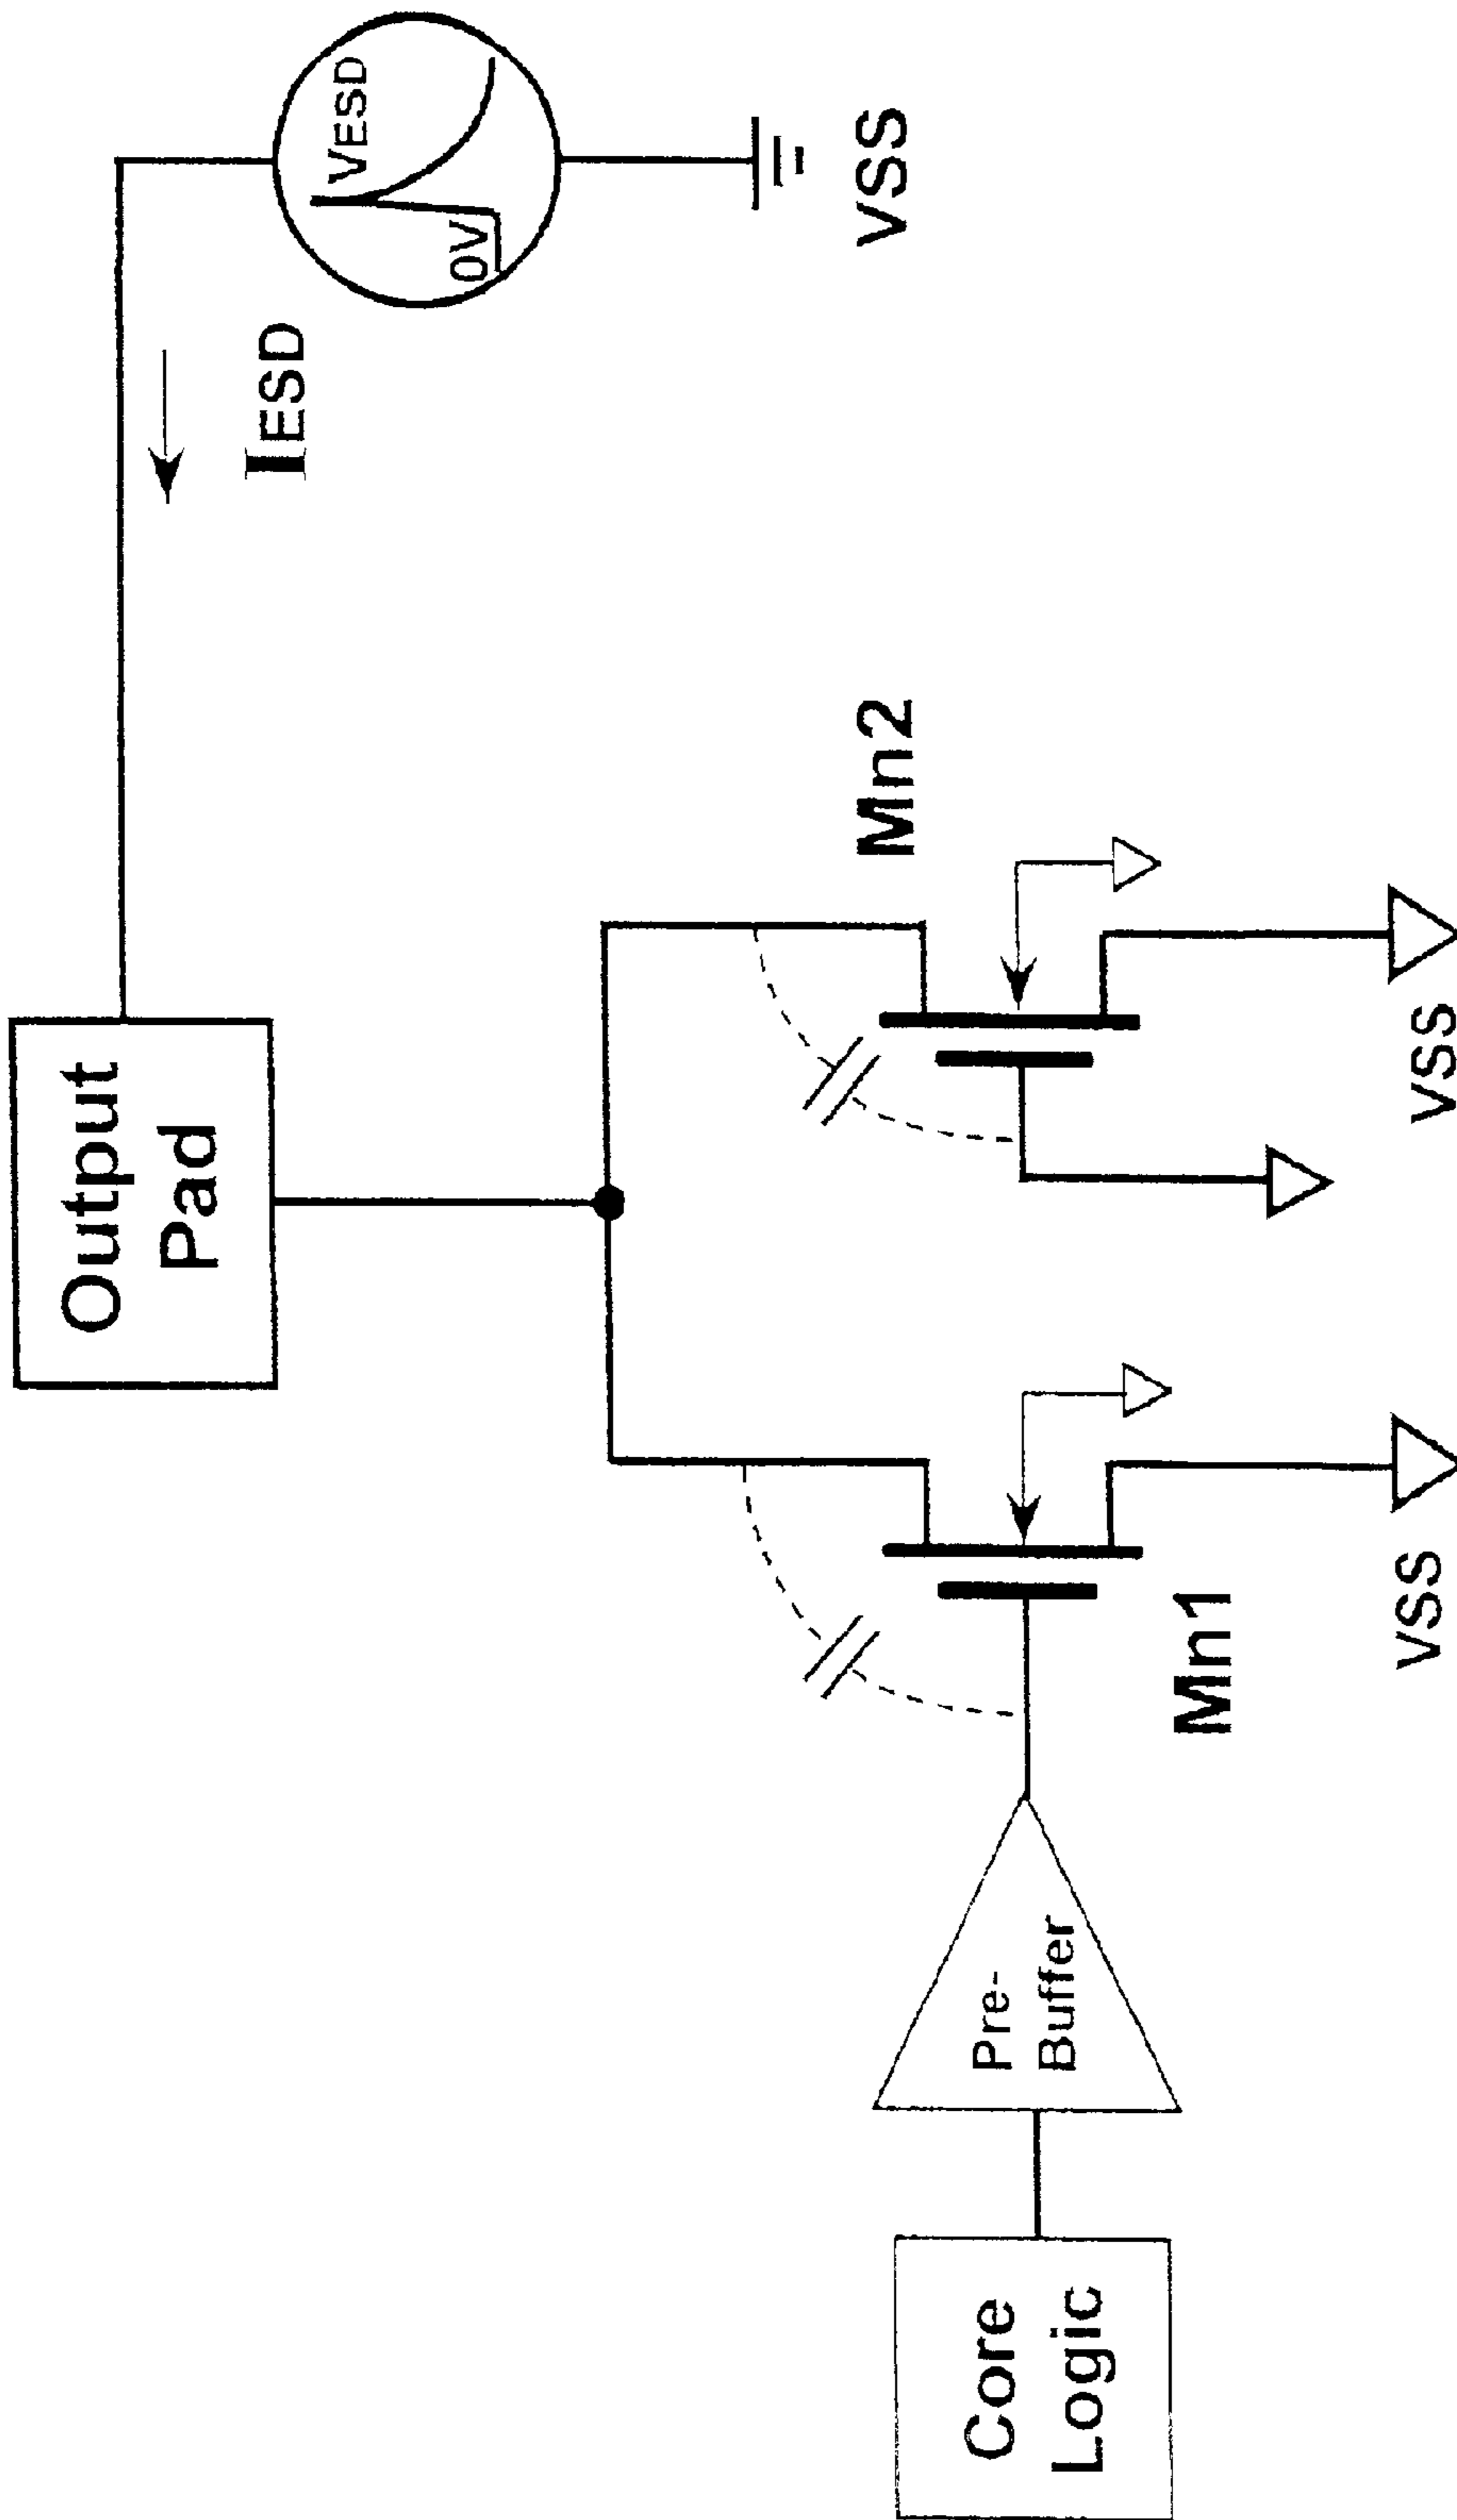 Output
Pad
IESD
VESD
0V
VSS
Mn2
Mn1
Core
Logic
Pre-
Buffer
VSS
VSS